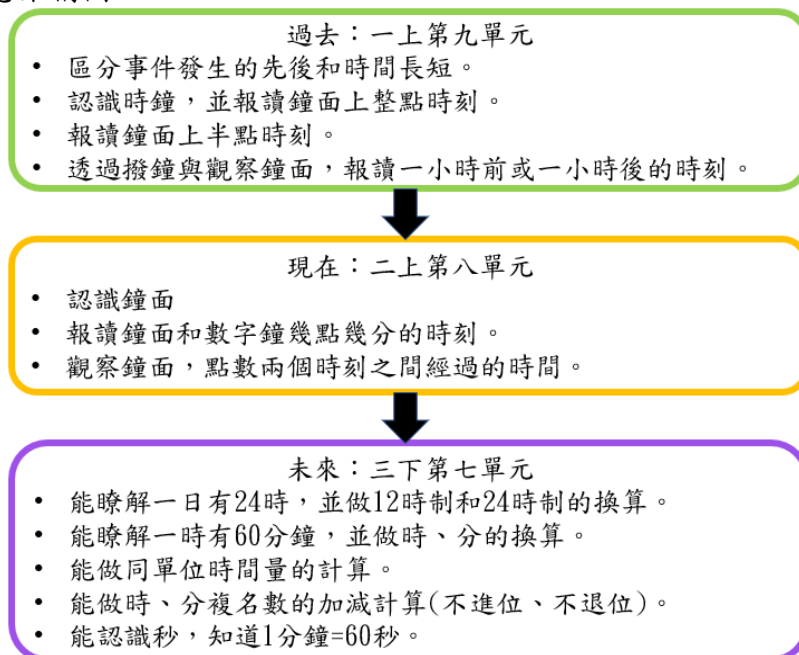 過去：一上第九單元
• 區分事件發生的先後和時間長短。
• 認識時鐘，並報讀鐘面上整點時刻。
• 報讀鐘面上半點時刻。
• 透過撥鐘與觀察鐘面，報讀一小時前或一小時後的時刻。
現在：二上第八單元
• 認識鐘面
• 報讀鐘面和數字鐘幾點幾分的時刻。
• 觀察鐘面，點數兩個時刻之間經過的時間。
未來：三下第七單元
• 能瞭解一日有24時，並做12時制和24時制的換算。
• 能瞭解一時有60分鐘，並做時、分的換算。
• 能做同單位時間量的計算。
• 能做時、分複名數的加減計算(不進位、不退位)。
• 能認識秒，知道1分鐘=60秒。